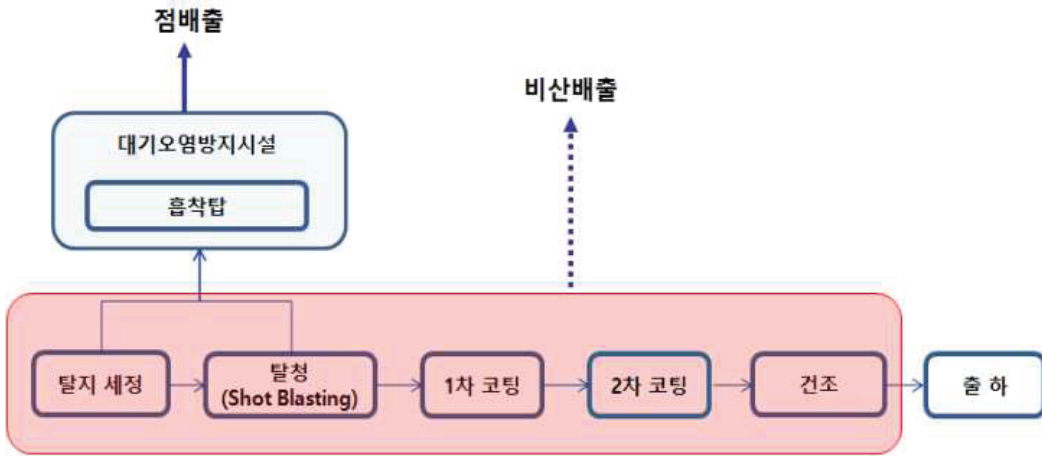 점배출
비산배출
대기오염방지시설
흡착탑
탈지 세정
탈청
(Shot Blasting)
1차 코팅
2차 코팅
건조
출 하